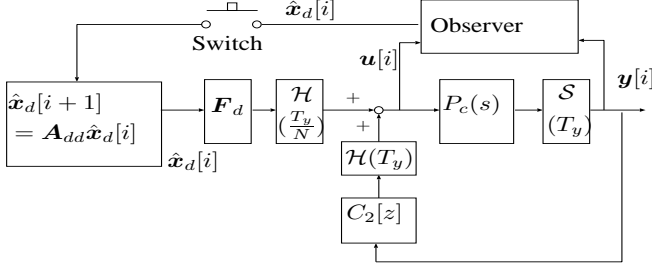 x̂_d[i]
Observer
Switch
u[i]
y[i]
x̂_d[i + 1]
= A_dd x̂_d[i]
F_d
H
(T_y/N)
+
+
P_c(s)
S
(T_y)
x̂_d[i]
H(T_y)
C_2[z]